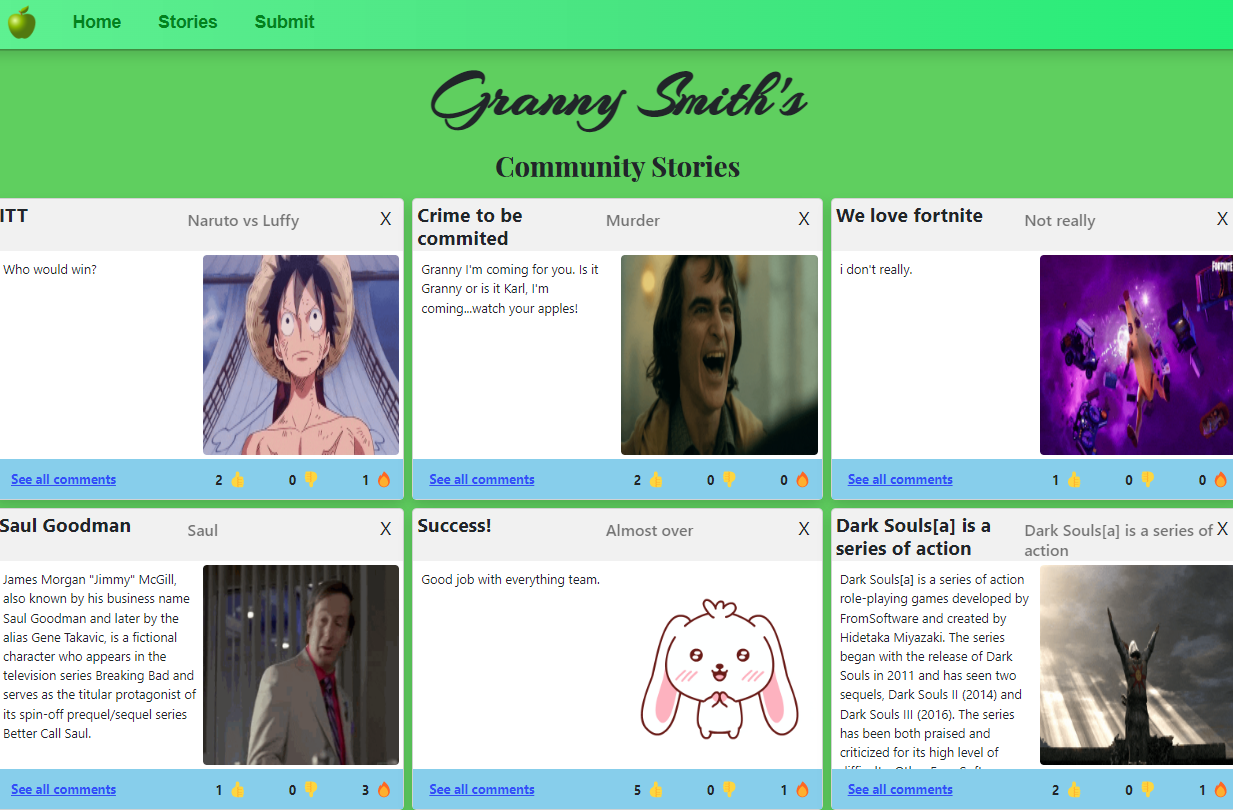 Home Stories Submit
Granny Smith's
Community Stories
ITT Naruto vs Luffy X
Who would win?
See all comments 2 👍 0 👎 1 🔥
Crime to be
commited
Murder X
Granny I'm coming for you. Is it
Granny or is it Karl, I'm
coming...watch your apples!
See all comments 2 👍 0 👎 0 🔥
We love fortnite Not really X
i don't really.
FORTNITE
See all comments 1 👍 0 👎 0 🔥
Saul Goodman Saul X
James Morgan "Jimmy" McGill,
also known by his business name
Saul Goodman and later by the
alias Gene Takavic, is a fictional
character who appears in the
television series Breaking Bad and
serves as the titular protagonist of
its spin-off prequel/sequel series
Better Call Saul.
See all comments 1 👍 0 👎 3 🔥
Success! Almost over X
Good job with everything team.
See all comments 5 👍 0 👎 1 🔥
Dark Souls[a] is a
series of action
Dark Souls[a] is a series of
action
X
Dark Souls[a] is a series of action
role-playing games developed by
FromSoftware and created by
Hidetaka Miyazaki. The series
began with the release of Dark
Souls in 2011 and has seen two
sequels, Dark Souls II (2014) and
Dark Souls III (2016). The series
has been both praised and
criticized for its high level of
See all comments 2 👍 0 👎 1 🔥